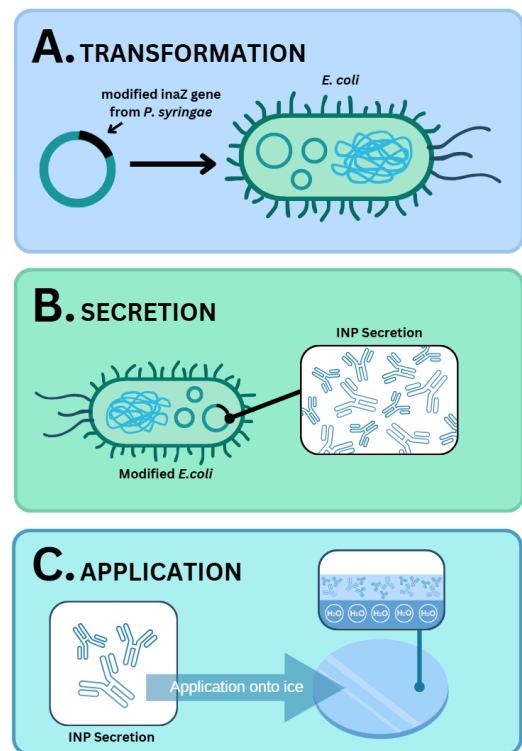 A. TRANSFORMATION
modified inaZ gene
from P. syringae
E. coli
B. SECRETION
INP Secretion
Modified E.coli
C. APPLICATION
H₂O H₂O H₂O H₂O H₂O
Application onto ice
INP Secretion